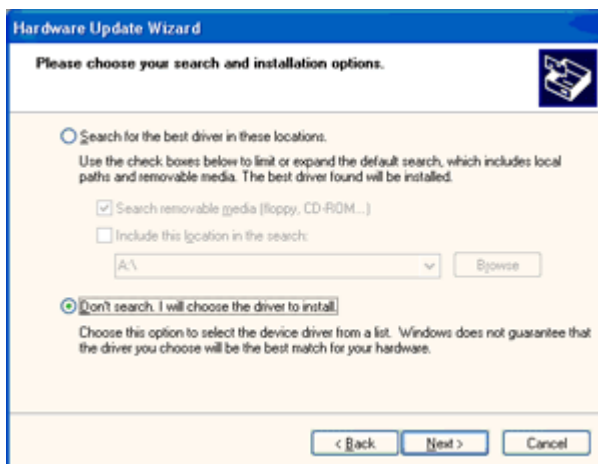 Hardware Update Wizard
Please choose your search and installation options.
Search for the best driver in these locations.
Use the check boxes below to limit or expand the default search, which includes local
paths and removable media. The best driver found will be installed.
Search removable media (floppy, CD-ROM...)
Include this location in the search:
A:\
Browse
Don't search. I will choose the driver to install.
Choose this option to select the device driver from a list. Windows does not guarantee that
the driver you choose will be the best match for your hardware.
< Back
Next >
Cancel